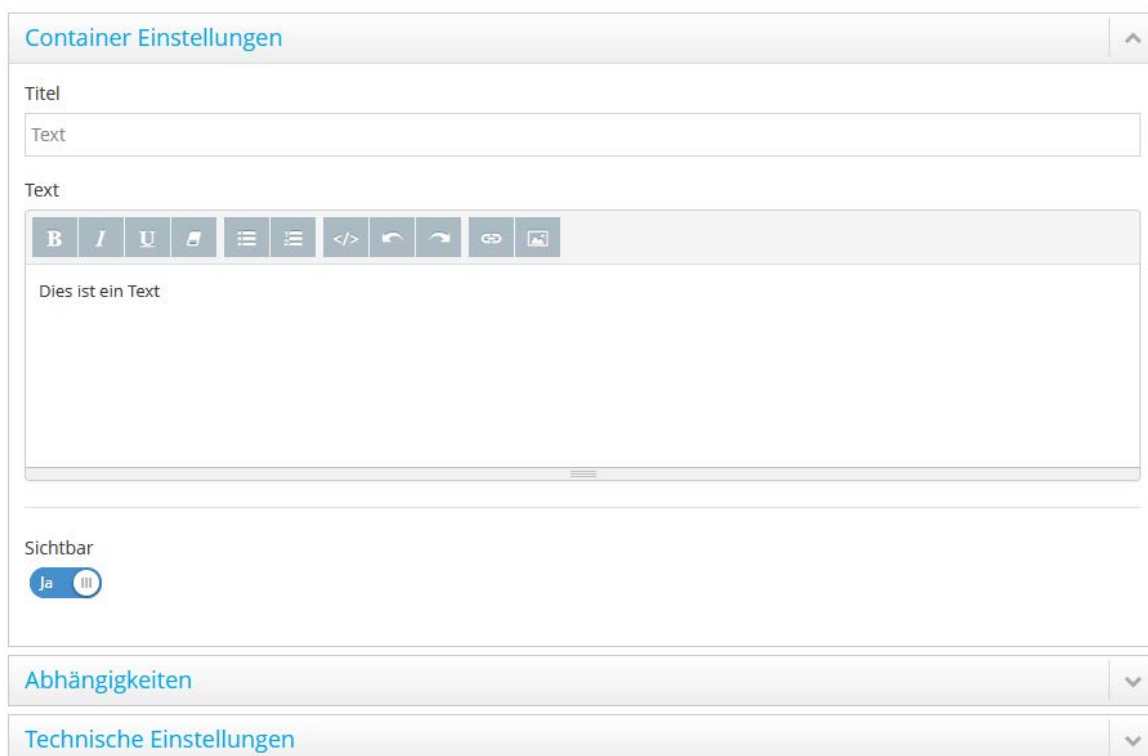 Container Einstellungen
Titel
Text
Text
B I U </>
Dies ist ein Text
Sichtbar
Ja
Abhängigkeiten
Technische Einstellungen